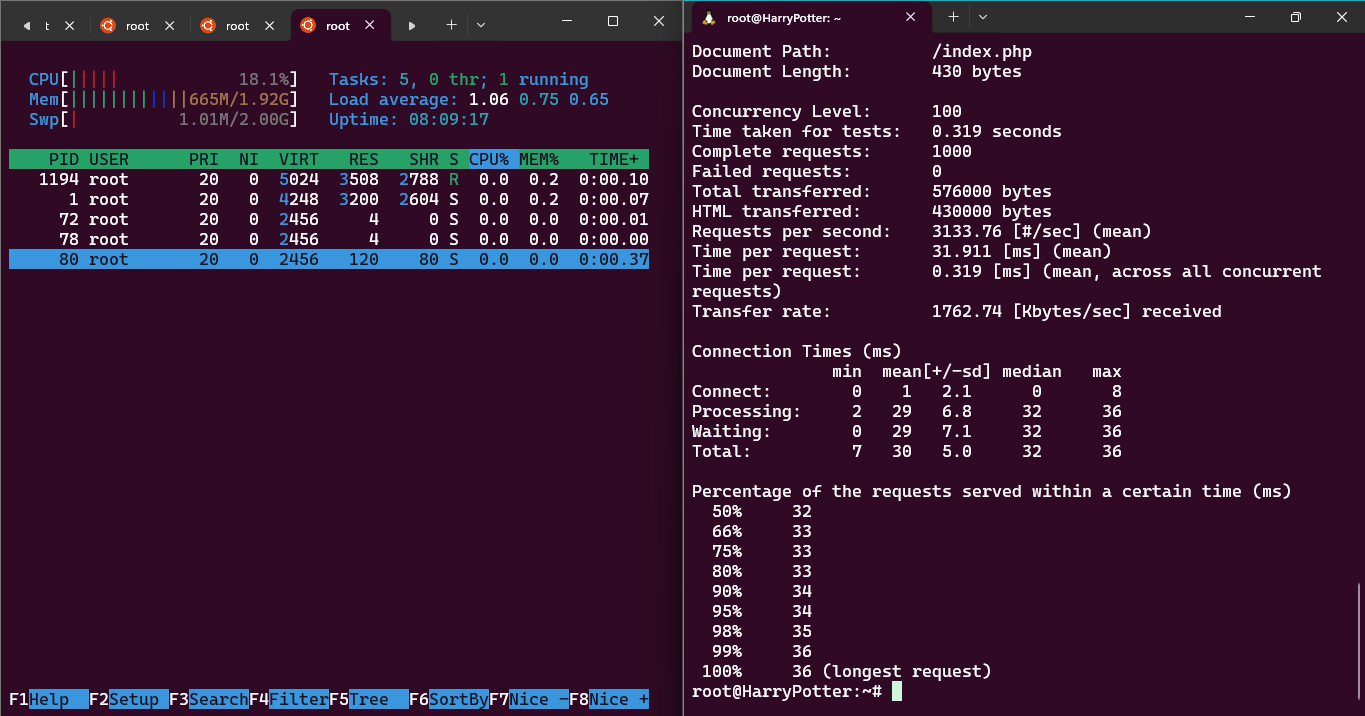 t
root
root
root
CPU[||||| 18.1%] Tasks: 5, 0 thr; 1 running
Mem[||||||||||||665M/1.92G] Load average: 1.06 0.75 0.65
Swp[| 1.01M/2.00G] Uptime: 08:09:17
PID USER PRI NI VIRT RES SHR S CPU% MEM% TIME+
1194 root 20 0 5024 3508 2788 R 0.0 0.2 0:00.10
1 root 20 0 4248 3200 2604 S 0.0 0.2 0:00.07
72 root 20 0 2456 4 0 S 0.0 0.0 0:00.01
78 root 20 0 2456 4 0 S 0.0 0.0 0:00.00
80 root 20 0 2456 120 80 S 0.0 0.0 0:00.37
F1Help F2Setup F3SearchF4FilterF5Tree F6SortByF7Nice -F8Nice +
root@HarryPotter: ~
Document Path: /index.php
Document Length: 430 bytes
Concurrency Level: 100
Time taken for tests: 0.319 seconds
Complete requests: 1000
Failed requests: 0
Total transferred: 576000 bytes
HTML transferred: 430000 bytes
Requests per second: 3133.76 [#/sec] (mean)
Time per request: 31.911 [ms] (mean)
Time per request: 0.319 [ms] (mean, across all concurrent
requests)
Transfer rate: 1762.74 [Kbytes/sec] received
Connection Times (ms)
min mean[+/-sd] median max
Connect: 0 1 2.1 0 8
Processing: 2 29 6.8 32 36
Waiting: 0 29 7.1 32 36
Total: 7 30 5.0 32 36
Percentage of the requests served within a certain time (ms)
50% 32
66% 33
75% 33
80% 33
90% 34
95% 34
98% 35
99% 36
100% 36 (longest request)
root@HarryPotter:~#